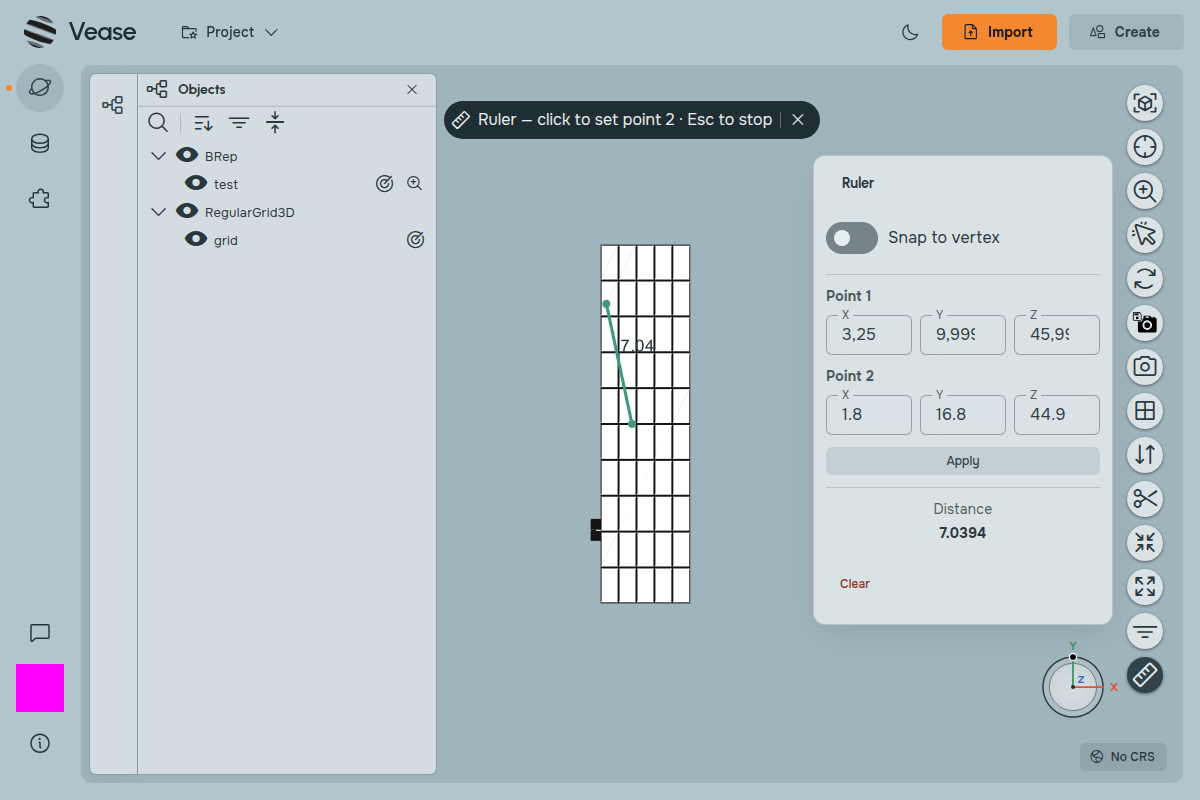 Vease
Project
Import
Create
Objects
BRep
test
RegularGrid3D
grid
Ruler – click to set point 2 · Esc to stop
7.04
Ruler
Snap to vertex
Point 1
X
Y
Z
3,25
9,999
45,99
Point 2
X
Y
Z
1.8
16.8
44.9
Apply
Distance
7.0394
Clear
Y
Z
X
No CRS